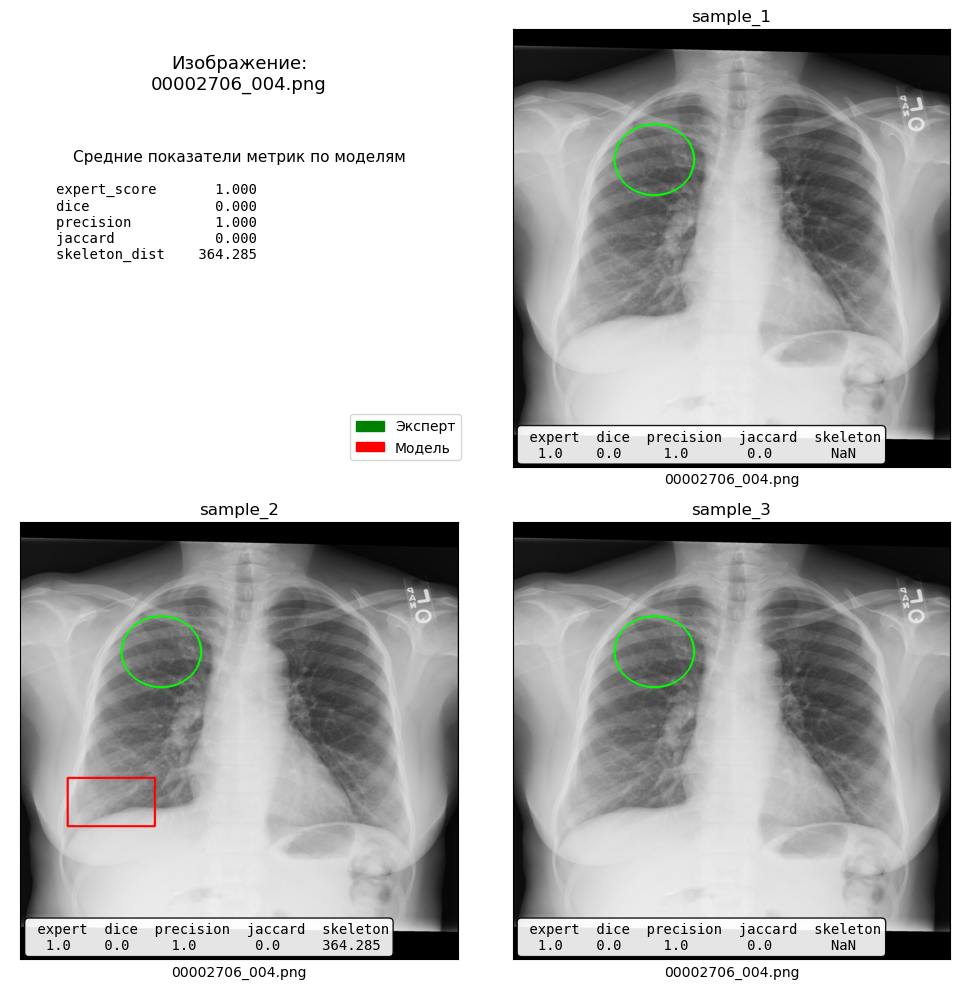 Изображение:
00002706_004.png
Средние показатели метрик по моделям
expert_score 1.000
dice 0.000
precision 1.000
jaccard 0.000
skeleton_dist 364.285
Эксперт
Модель
sample_1
expert dice precision jaccard skeleton
1.0 0.0 1.0 0.0 NaN
00002706_004.png
sample_2
expert dice precision jaccard skeleton
1.0 0.0 1.0 0.0 364.285
00002706_004.png
sample_3
expert dice precision jaccard skeleton
1.0 0.0 1.0 0.0 NaN
00002706_004.png